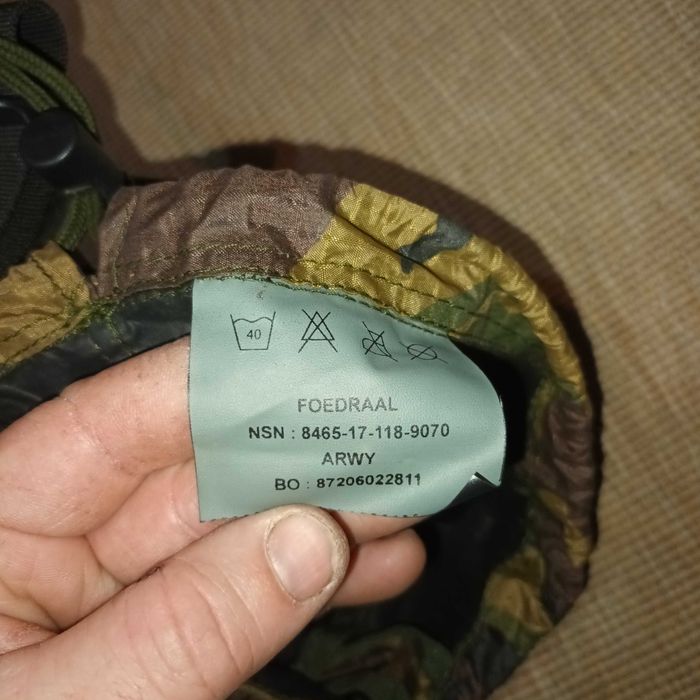 40
FOEDRAAL
NSN : 8465-17-118-9070
ARWY
BO : 87206022811